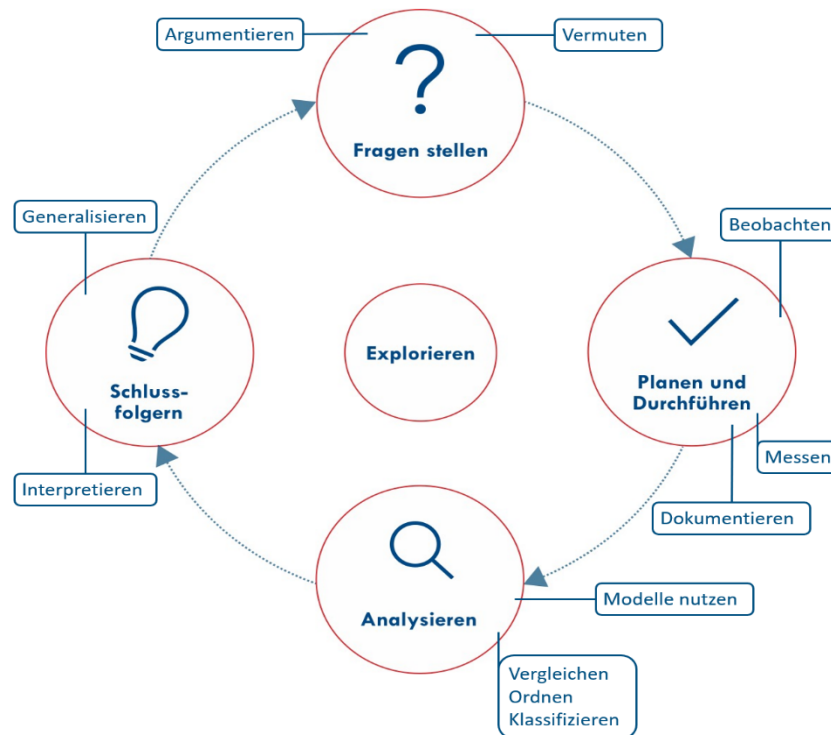 Argumentieren
Vermuten
?
Fragen stellen
Generalisieren
Beobachten
Schluss-
folgern
Explorieren
Planen und
Durchführen
Interpretieren
Messen
Dokumentieren
Analysieren
Modelle nutzen
Vergleichen
Ordnen
Klassifizieren